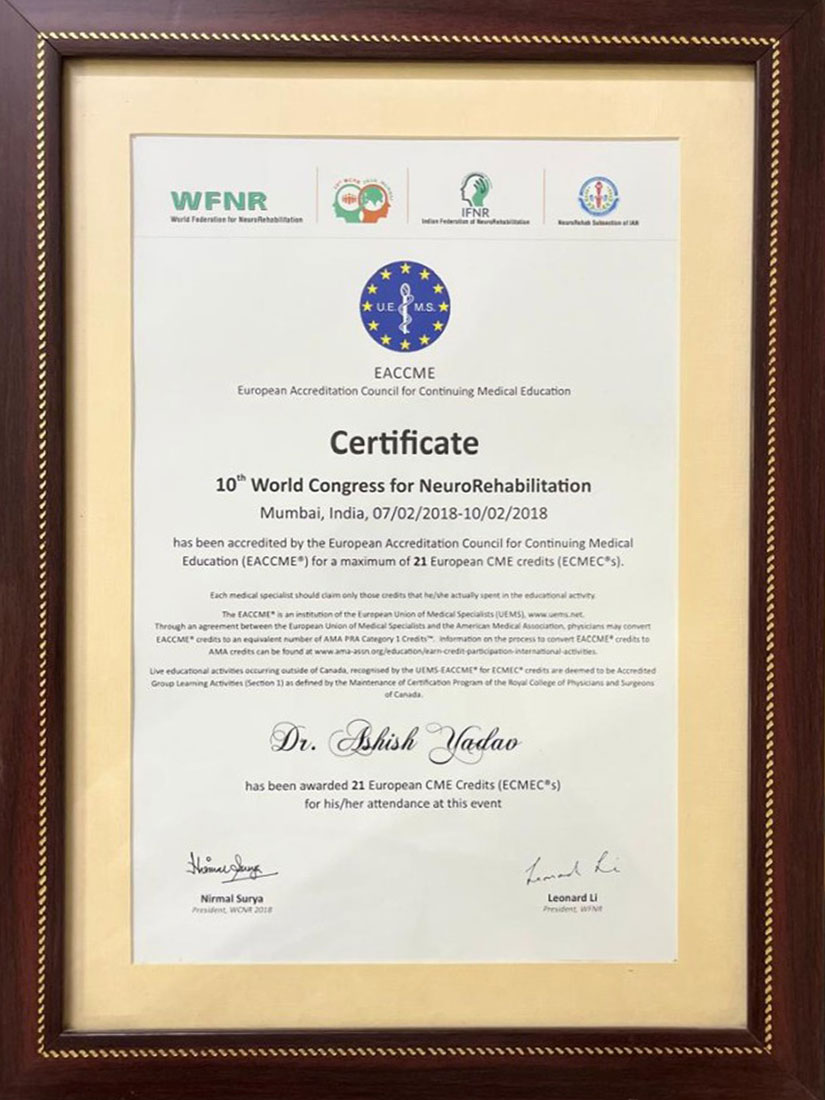 WFNR
World Federation for NeuroRehabilitation
IFNR
Indian Federation of NeuroRehabilitation
NeuroRehab Subsection of IAN
U.E.M.S.
EACCME
European Accreditation Council for Continuing Medical Education
Certificate
10th World Congress for NeuroRehabilitation
Mumbai, India, 07/02/2018-10/02/2018
has been accredited by the European Accreditation Council for Continuing Medical
Education (EACCME®) for a maximum of 21 European CME credits (ECMEC®s).
Each medical specialist should claim only those credits that he/she actually spent in the educational activity.
The EACCME® is an institution of the European Union of Medical Specialists (UEMS), www.uems.net.
Through an agreement between the European Union of Medical Specialists and the American Medical Association, physicians may convert
EACCME® credits to an equivalent number of AMA PRA Category 1 Credits™. Information on the process to convert EACCME® credits to
AMA credits can be found at www.ama-assn.org/education/earn-credit-participation-international-activities.
Live educational activities occurring outside of Canada, recognised by the UEMS-EACCME® for ECMEC® credits are deemed to be Accredited
Group Learning Activities (Section 1) as defined by the Maintenance of Certification Program of the Royal College of Physicians and Surgeons
of Canada.
Dr. Ashish Yadav
has been awarded 21 European CME Credits (ECMEC®s)
for his/her attendance at this event
Nirmal Surya
Leonard Li
Nirmal Surya
President, WCNR 2018
Leonard Li
President, WFNR